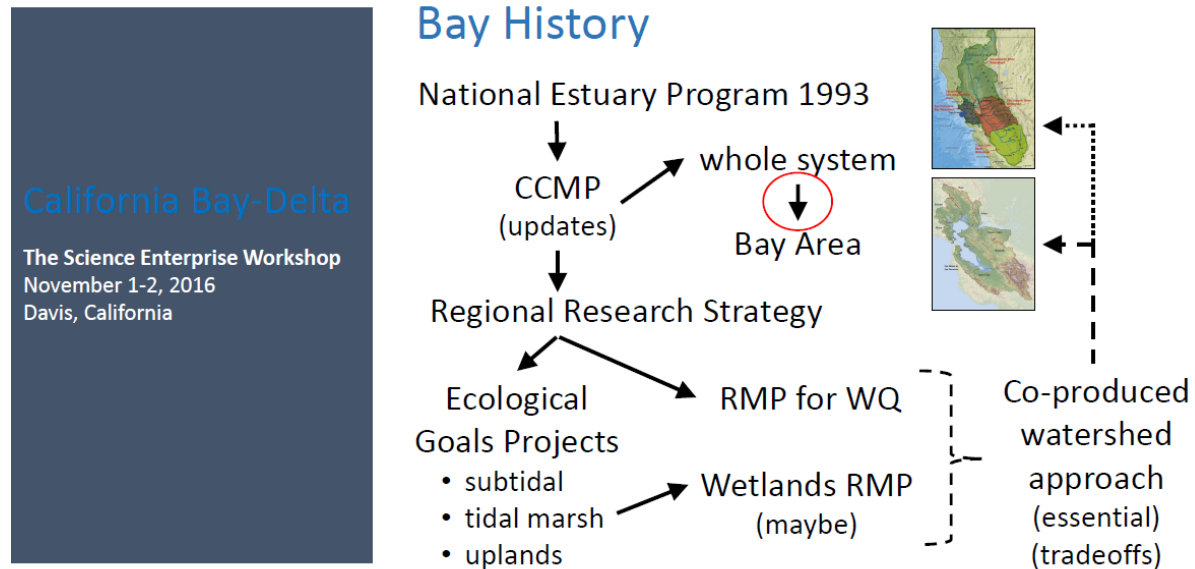 California Bay-Delta
The Science Enterprise Workshop
November 1-2, 2016
Davis, California
Bay History
National Estuary Program 1993
CCMP
(updates)
whole system
Bay Area
Regional Research Strategy
Ecological
Goals Projects
• subtidal
• tidal marsh
• uplands
RMP for WQ
Wetlands RMP
(maybe)
Co-produced
watershed
approach
(essential)
(tradeoffs)